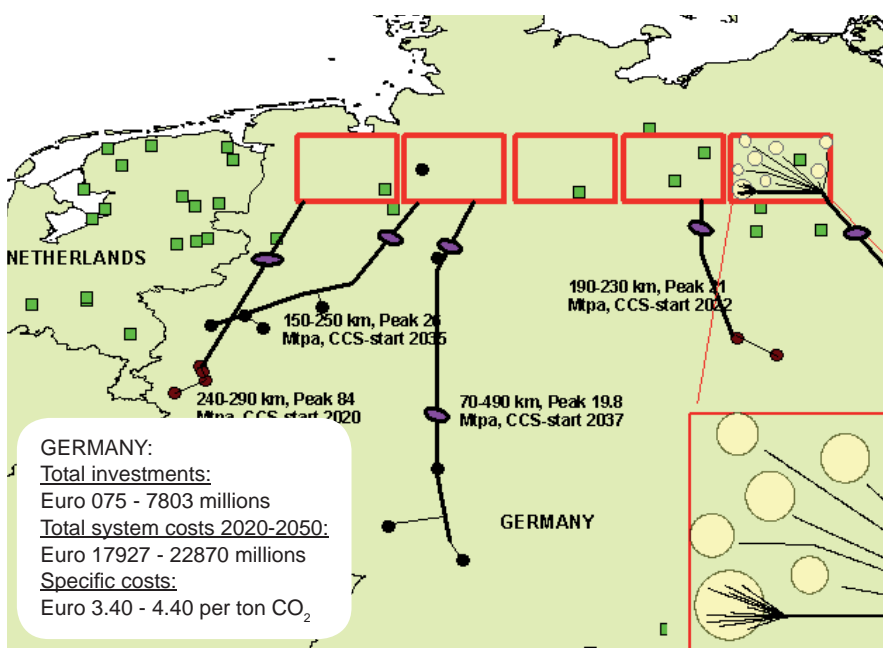 NETHERLANDS
190-230 km, Peak 21
Mtpa, CCS-start 2022
150-250 km, Peak 26
Mtpa, CCS-start 2035
240-290 km, Peak 84
Mtpa, CCS-start 2020
70-490 km, Peak 19.8
Mtpa, CCS-start 2037
GERMANY
GERMANY:
Total investments:
Euro 075 - 7803 millions
Total system costs 2020-2050:
Euro 17927 - 22870 millions
Specific costs:
Euro 3.40 - 4.40 per ton CO₂